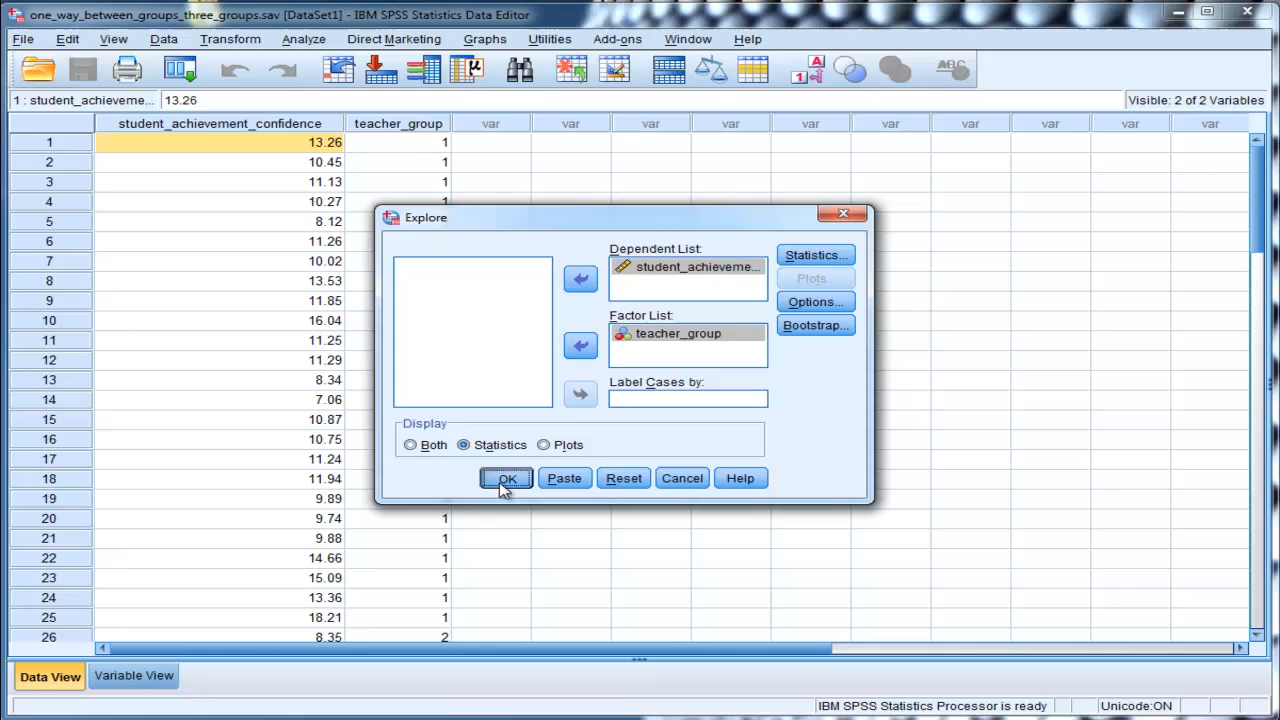 one_way_between_groups_three_groups.sav [DataSet1] - IBM SPSS Statistics Data Editor
File Edit View Data Transform Analyze Direct Marketing Graphs Utilities Add-ons Window Help
1 : student_achieveme... 13.26 Visible: 2 of 2 Variables
student_achievement_confidence teacher_group var var var var var var var var var var
1 13.26 1
2 10.45 1
3 11.13 1
4 10.27 1
5 8.12
6 11.26
7 10.02
8 13.53
9 11.85
10 16.04
11 11.25
12 11.29
13 8.34
14 7.06
15 10.87
16 10.75
17 11.24
18 11.94
19 9.89
20 9.74 1
21 9.88 1
22 14.66 1
23 15.09 1
24 13.36 1
25 18.21 1
26 8.35 2
Explore
Dependent List:
student_achieveme...
Factor List:
teacher_group
Label Cases by:
Statistics...
Plots...
Options...
Bootstrap...
Display
Both Statistics Plots
OK Paste Reset Cancel Help
Data View Variable View
IBM SPSS Statistics Processor is ready Unicode:ON